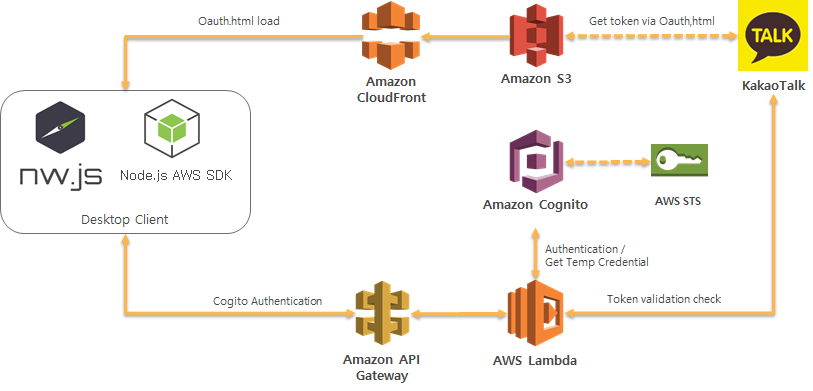 Oauth.html load
Get token via Oauth,html
TALK
Amazon
CloudFront
Amazon S3
KakaoTalk
nw.js
Node.js AWS SDK
Desktop Client
Amazon Cognito
AWS STS
Authentication /
Get Temp Credential
Cogito Authentication
Token validation check
Amazon API
Gateway
AWS Lambda